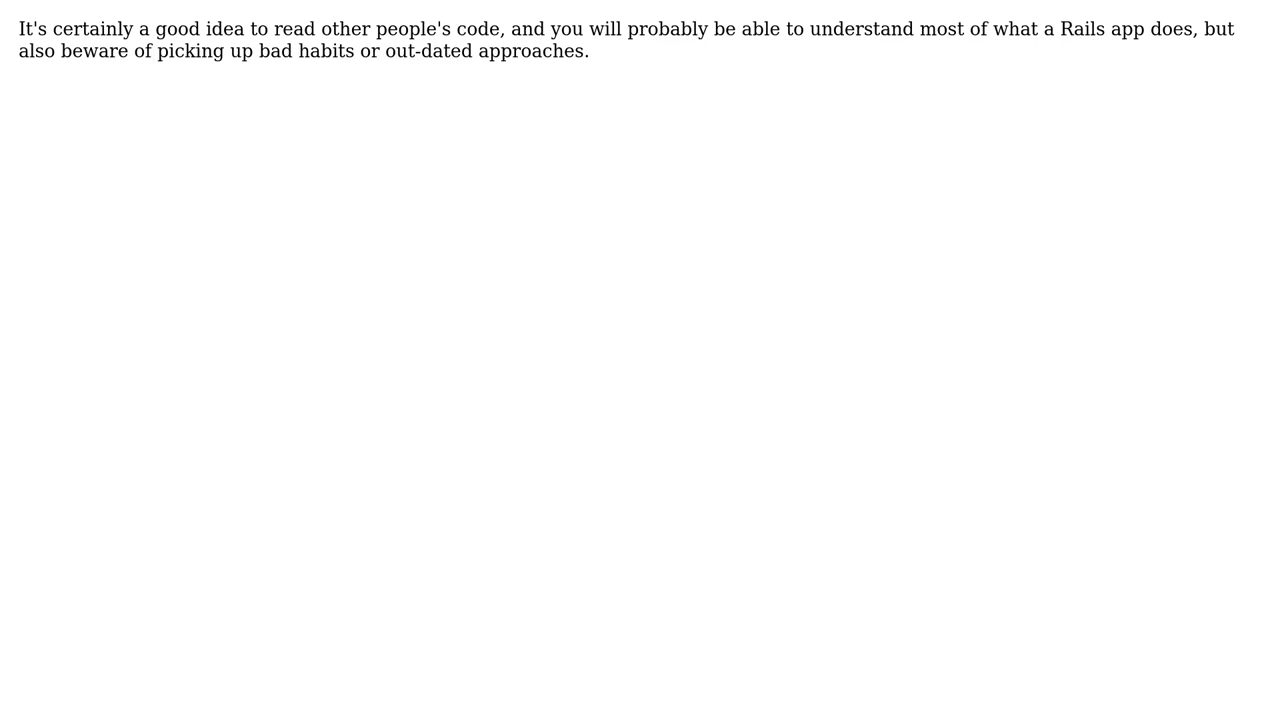 It's certainly a good idea to read other people's code, and you will probably be able to understand most of what a Rails app does, but
also beware of picking up bad habits or out-dated approaches.